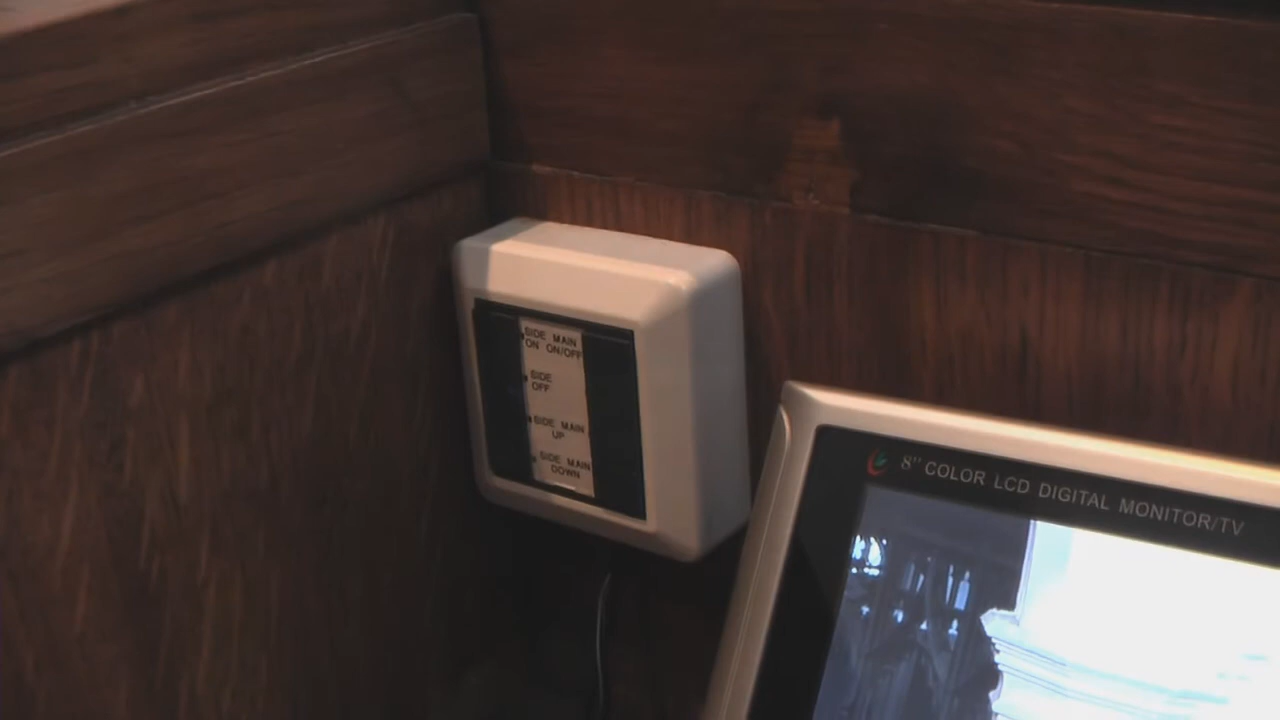 SIDE MAIN
ON ON/OFF
SIDE
OFF
SIDE MAIN
UP
SIDE MAIN
DOWN
8" COLOR LCD DIGITAL MONITOR/TV